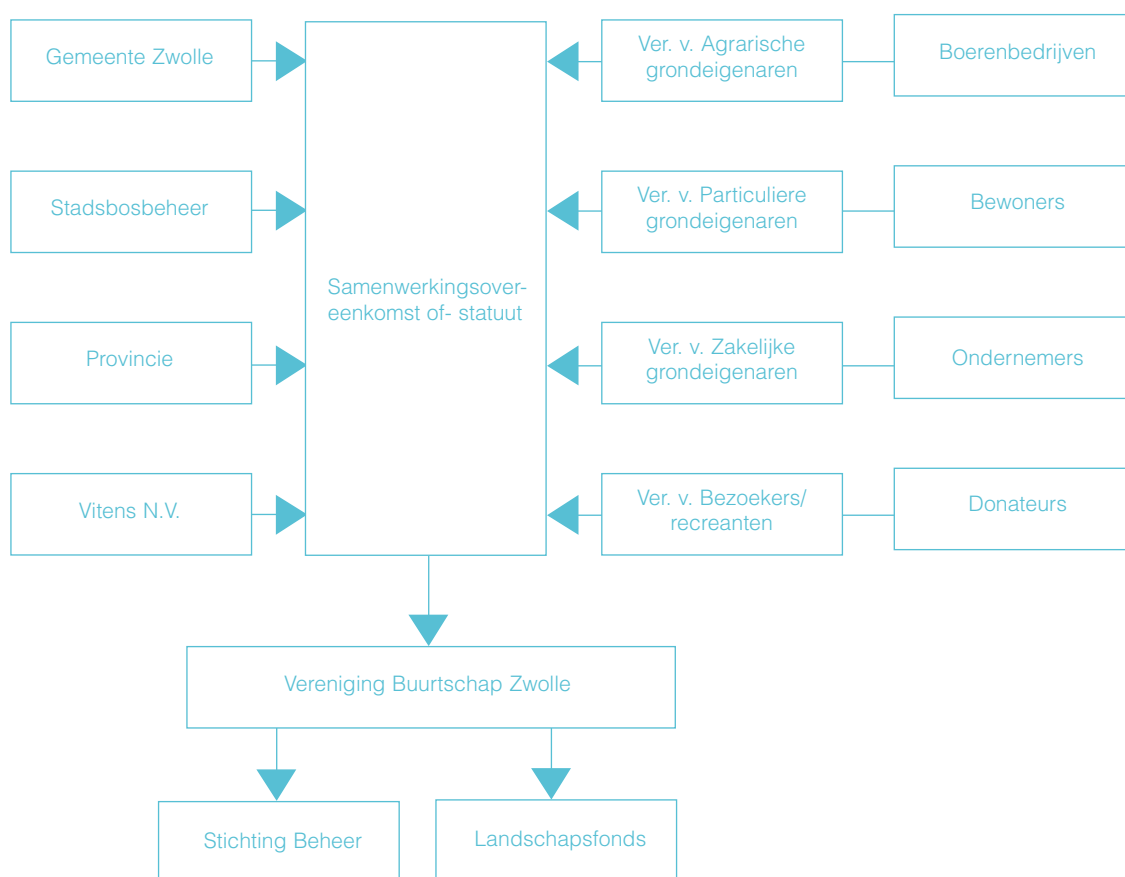 Gemeente Zwolle
Ver. v. Agrarische
grondeigenaren
Boerenbedrijven
Stadsbosbeheer
Ver. v. Particuliere
grondeigenaren
Bewoners
Samenwerkingsover-
eenkomst of- statuut
Provincie
Ver. v. Zakelijke
grondeigenaren
Ondernemers
Vitens N.V.
Ver. v. Bezoekers/
recreanten
Donateurs
Vereniging Buurtschap Zwolle
Stichting Beheer
Landschapsfonds